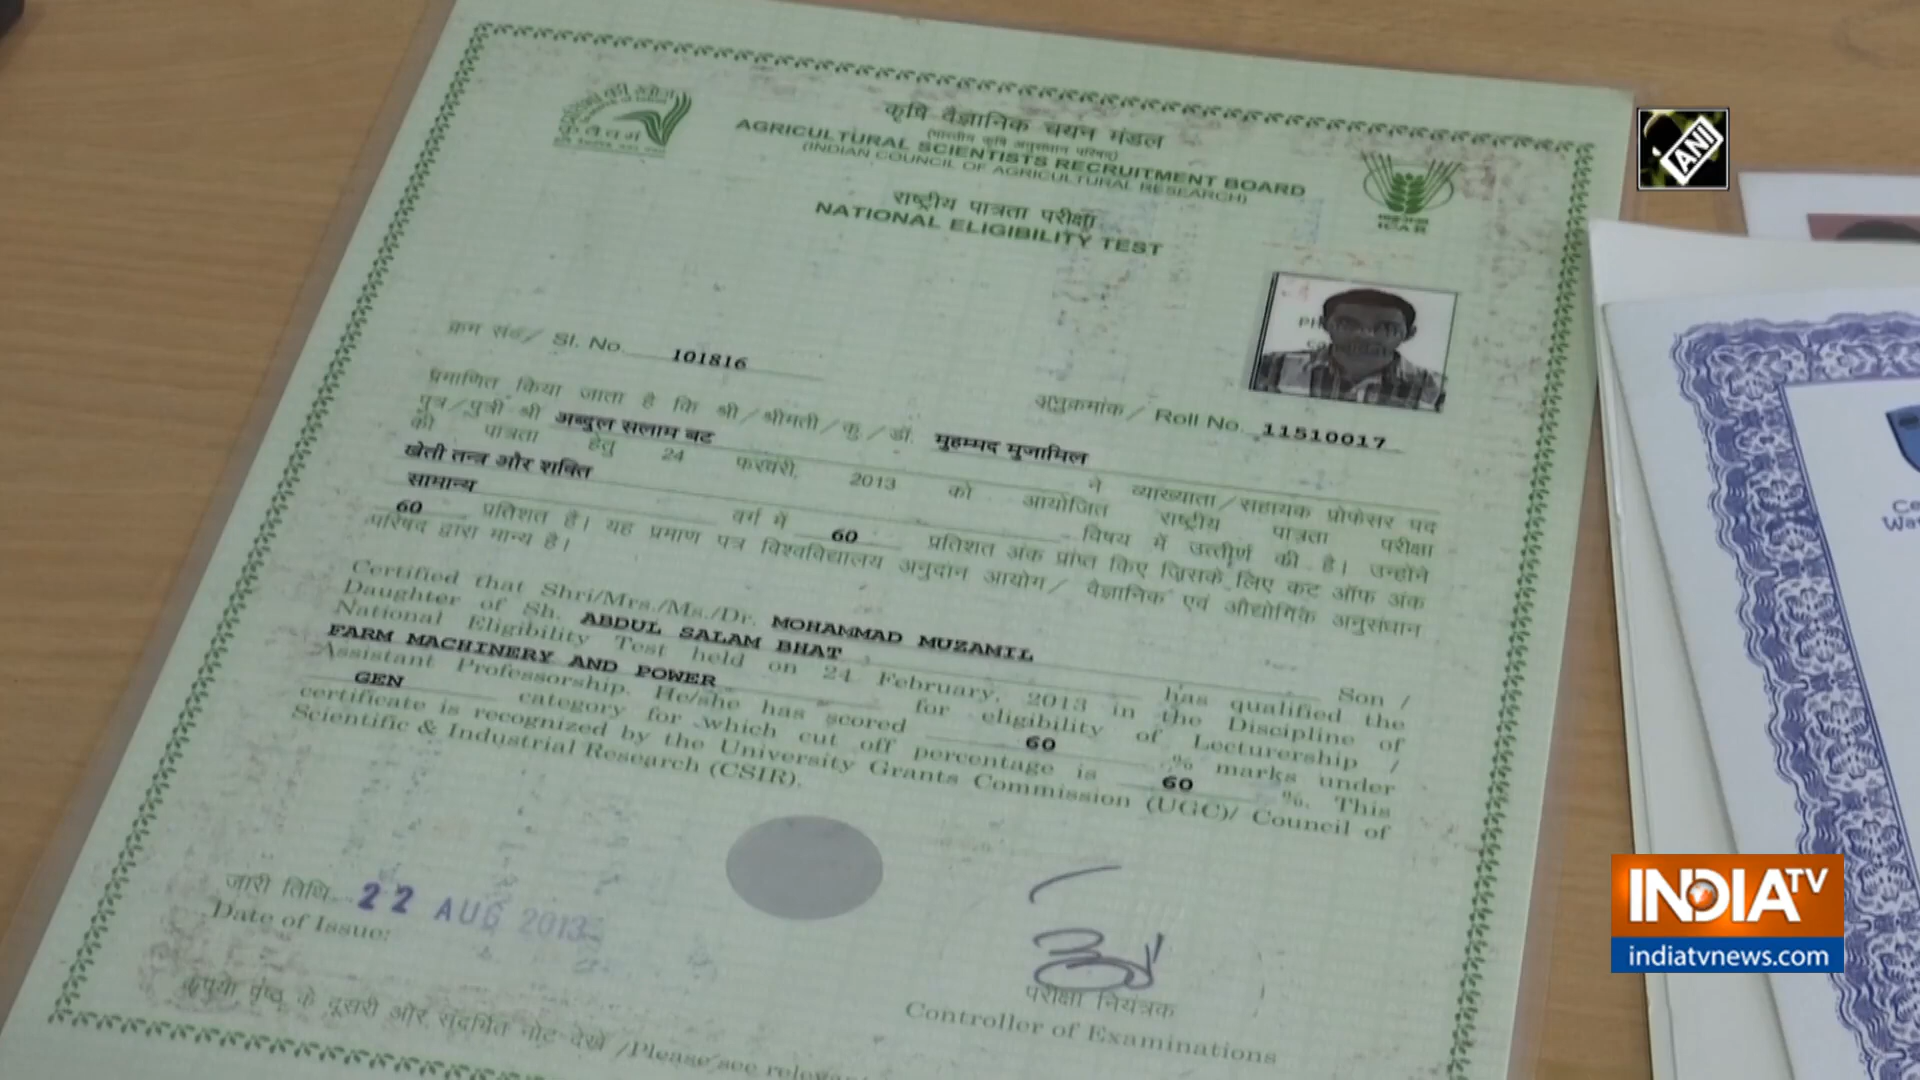 कृषि वैज्ञानिक चयन मंडल
(भारतीय कृषि अनुसंधान परिषद)
AGRICULTURAL SCIENTISTS RECRUITMENT BOARD
(INDIAN COUNCIL OF AGRICULTURAL RESEARCH)
राष्ट्रीय पात्रता परीक्षा
NATIONAL ELIGIBILITY TEST
ICAR
ANI
क्रम सं०/ Sl. No. 101816
अनुक्रमांक/ Roll No. 11510017
प्रमाणित किया जाता है कि श्री/श्रीमती/कु/डॉ. मुहम्मद मुजामिल
पुत्र/पुत्री श्री अब्दुल सलाम बट ने व्याख्याता/सहायक प्रोफेसर पद
की पात्रता हेतु 24 फरवरी, 2013 को आयोजित राष्ट्रीय पात्रता परीक्षा
खेती तन्त्र और शक्ति विषय में उत्तीर्ण की है। उन्होंने
सामान्य वर्ग में 60 प्रतिशत अंक प्राप्त किए जिसके लिए कट ऑफ अंक
60 प्रतिशत है। यह प्रमाण पत्र विश्वविद्यालय अनुदान आयोग/ वैज्ञानिक एवं औद्योगिक अनुसंधान
परिषद द्वारा मान्य है।
Certified that Shri/Mrs./Ms./Dr. MOHAMMAD MUZAMIL Son /
Daughter of Sh. ABDUL SALAM BHAT has qualified the
National Eligibility Test held on 24 February, 2013 in the Discipline of
FARM MACHINERY AND POWER for eligibility of Lecturership /
Assistant Professorship. He/she has scored 60 % marks under
GEN category for which cut off percentage is 60 %. This
certificate is recognized by the University Grants Commission (UGC)/ Council of
Scientific & Industrial Research (CSIR).
जारी तिथि 22 AUG 2013
Date of Issue:
परीक्षा नियंत्रक
Controller of Examinations
कृपया पृष्ठ के दूसरी ओर संदर्भित नोट देखें /Please see
INDIA TV
indiatvnews.com